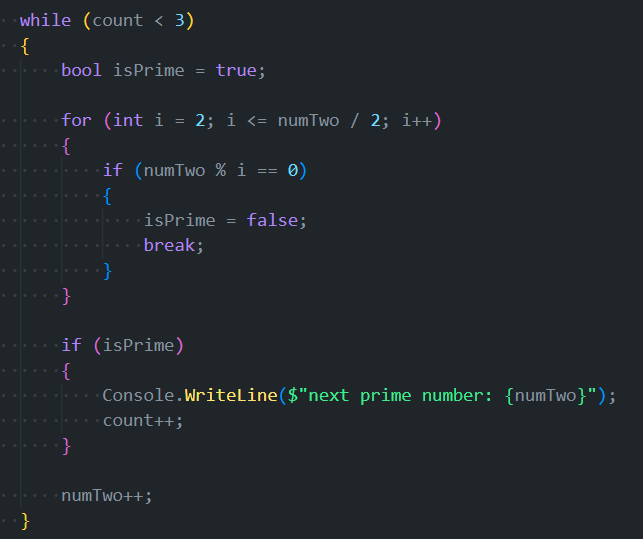 while (count < 3)
{
bool isPrime = true;
for (int i = 2; i <= numTwo / 2; i++)
{
if (numTwo % i == 0)
{
isPrime = false;
break;
}
}
if (isPrime)
{
Console.WriteLine($"next prime number: {numTwo}");
count++;
}
numTwo++;
}